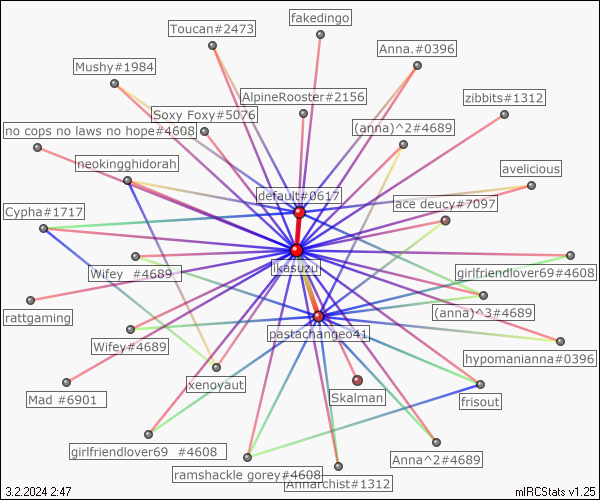 fakedingo
Toucan#2473
Anna.#0396
Mushy#1984
AlpineRooster#2156
zibbits#1312
Soxy Foxy#5076
no cops no laws no hope#4608
(anna)^2#4689
neokingghidorah
avelicious
default#0617
ace deucy#7097
Cypha#1717
ikasuzu
Wifey  #4689
girlfriendlover69#4608
rattgaming
(anna)^3#4689
pastachange041
Wifey#4689
hypomanianna#0396
xenoyaut
Mad #6901
Skalman
frisout
girlfriendlover69  #4608
Anna^2#4689
ramshackle gorey#4608
Annarchist#1312
3.2.2024 2:47
mIRCStats v1.25